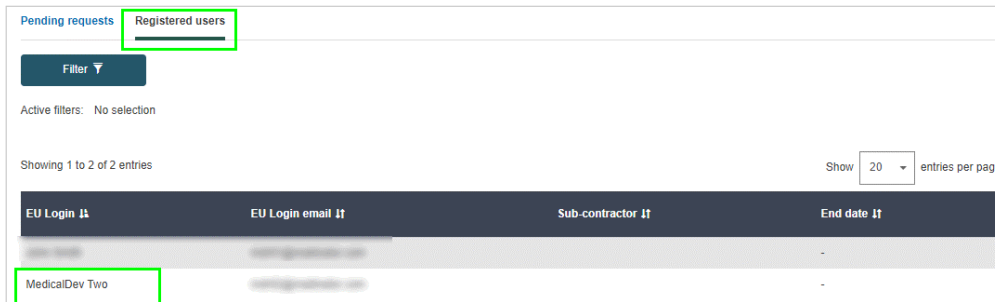 Pending requests Registered users
Filter
Active filters: No selection
Showing 1 to 2 of 2 entries Show 20 entries per pag
EU Login EU Login email Sub-contractor End date
-
MedicalDev Two -